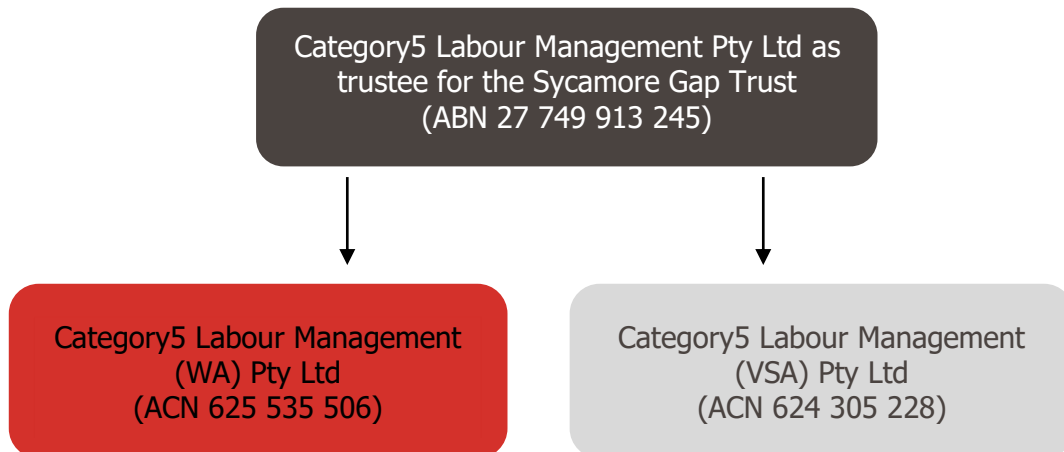 Category5 Labour Management Pty Ltd as
trustee for the Sycamore Gap Trust
(ABN 27 749 913 245)
Category5 Labour Management
(WA) Pty Ltd
(ACN 625 535 506)
Category5 Labour Management
(VSA) Pty Ltd
(ACN 624 305 228)